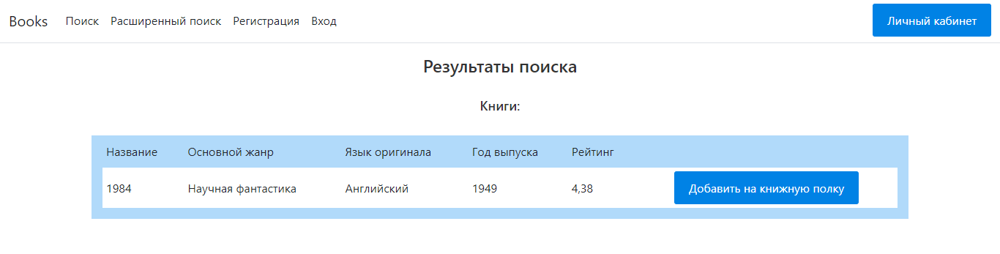 Books Поиск Расширенный поиск Регистрация Вход Личный кабинет
Результаты поиска
Книги:
Название Основной жанр Язык оригинала Год выпуска Рейтинг
1984 Научная фантастика Английский 1949 4,38 Добавить на книжную полку